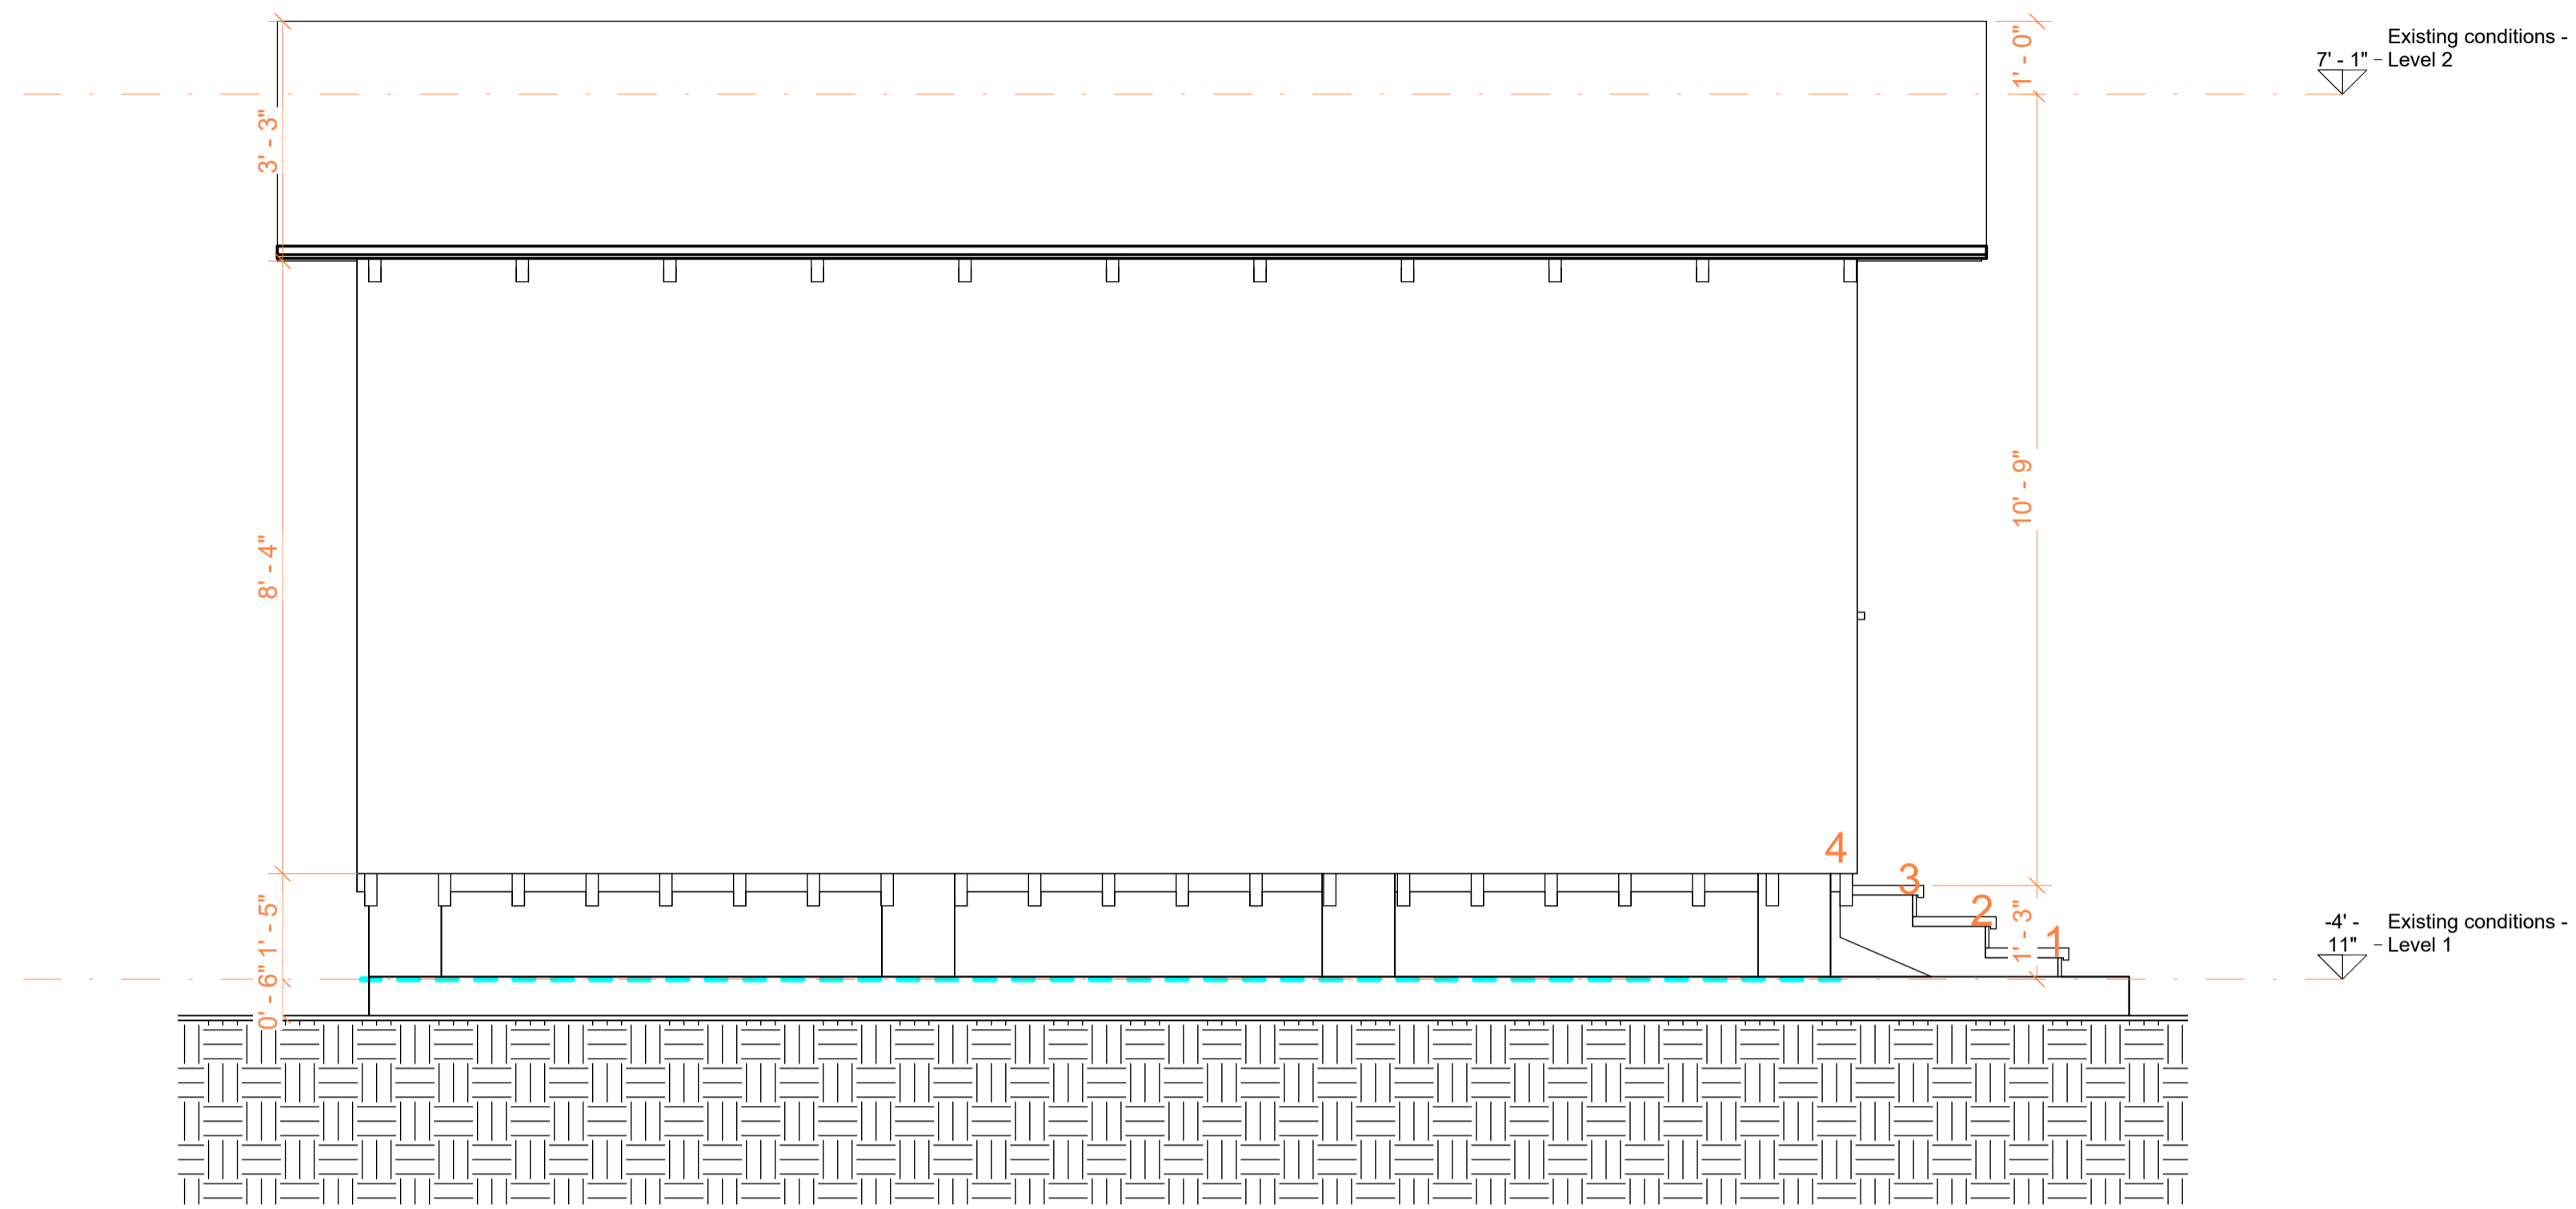 1' - 0"
Existing conditions -
7' - 1"
Level 2
3' - 3"
10' - 9"
8' - 4"
4
3
2
1
1' - 5"
1' - 3"
0' - 6"
-4' -
11"
Existing conditions -
Level 1